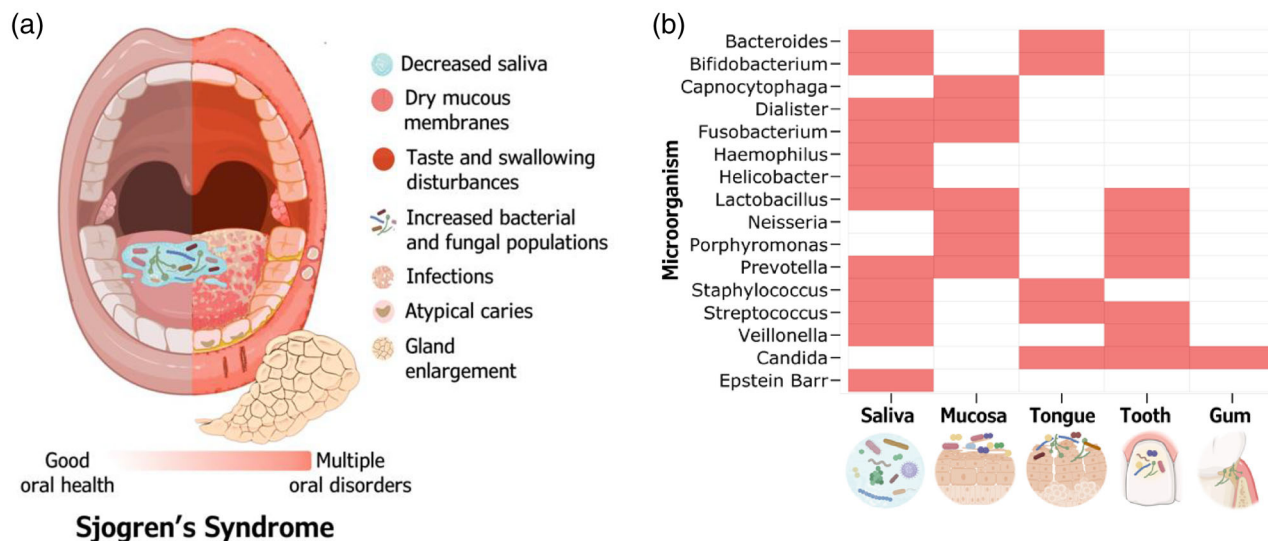 (a)
Decreased saliva
Dry mucous
membranes
Taste and swallowing
disturbances
Increased bacterial
and fungal populations
Infections
Atypical caries
Gland
enlargement
Good
oral health
Multiple
oral disorders
Sjogren's Syndrome
(b)
Microorganism
Bacteroides
Bifidobacterium
Capnocytophaga
Dialister
Fusobacterium
Haemophilus
Helicobacter
Lactobacillus
Neisseria
Porphyromonas
Prevotella
Staphylococcus
Streptococcus
Veillonella
Candida
Epstein Barr
Saliva Mucosa Tongue Tooth Gum